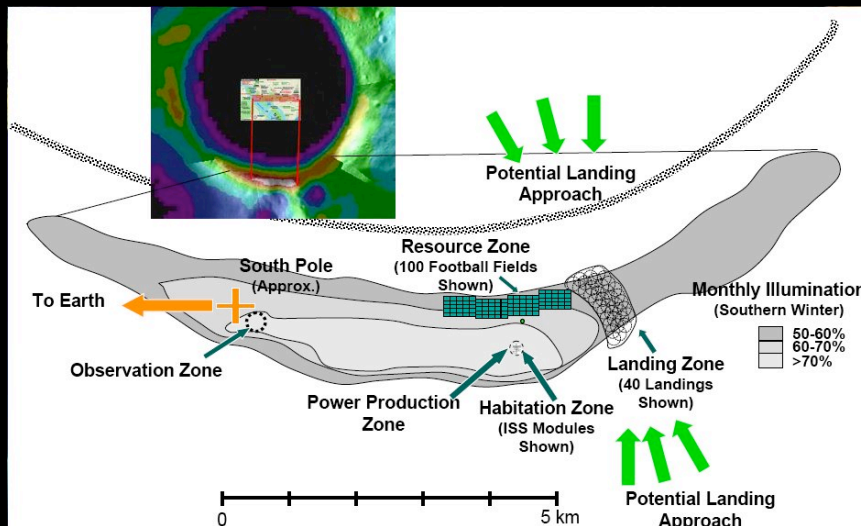 Potential Landing
Approach
Resource Zone
(100 Football Fields
Shown)
South Pole
(Approx.)
To Earth
Monthly Illumination
(Southern Winter)
50-60%
60-70%
>70%
Observation Zone
Landing Zone
(40 Landings
Shown)
Power Production
Zone
Habitation Zone
(ISS Modules
Shown)
0
5 km
Potential Landing
Approach